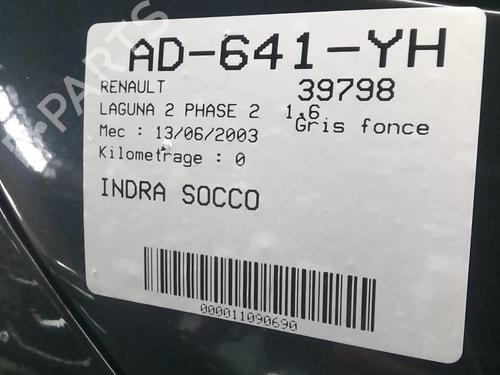 AD-641-YH
RENAULT 39798
LAGUNA 2 PHASE 2 1.6
Mec : 13/06/2003 Gris fonce
Kilometrage : 0
INDRA SOCCO
000011090690
B-PARTS